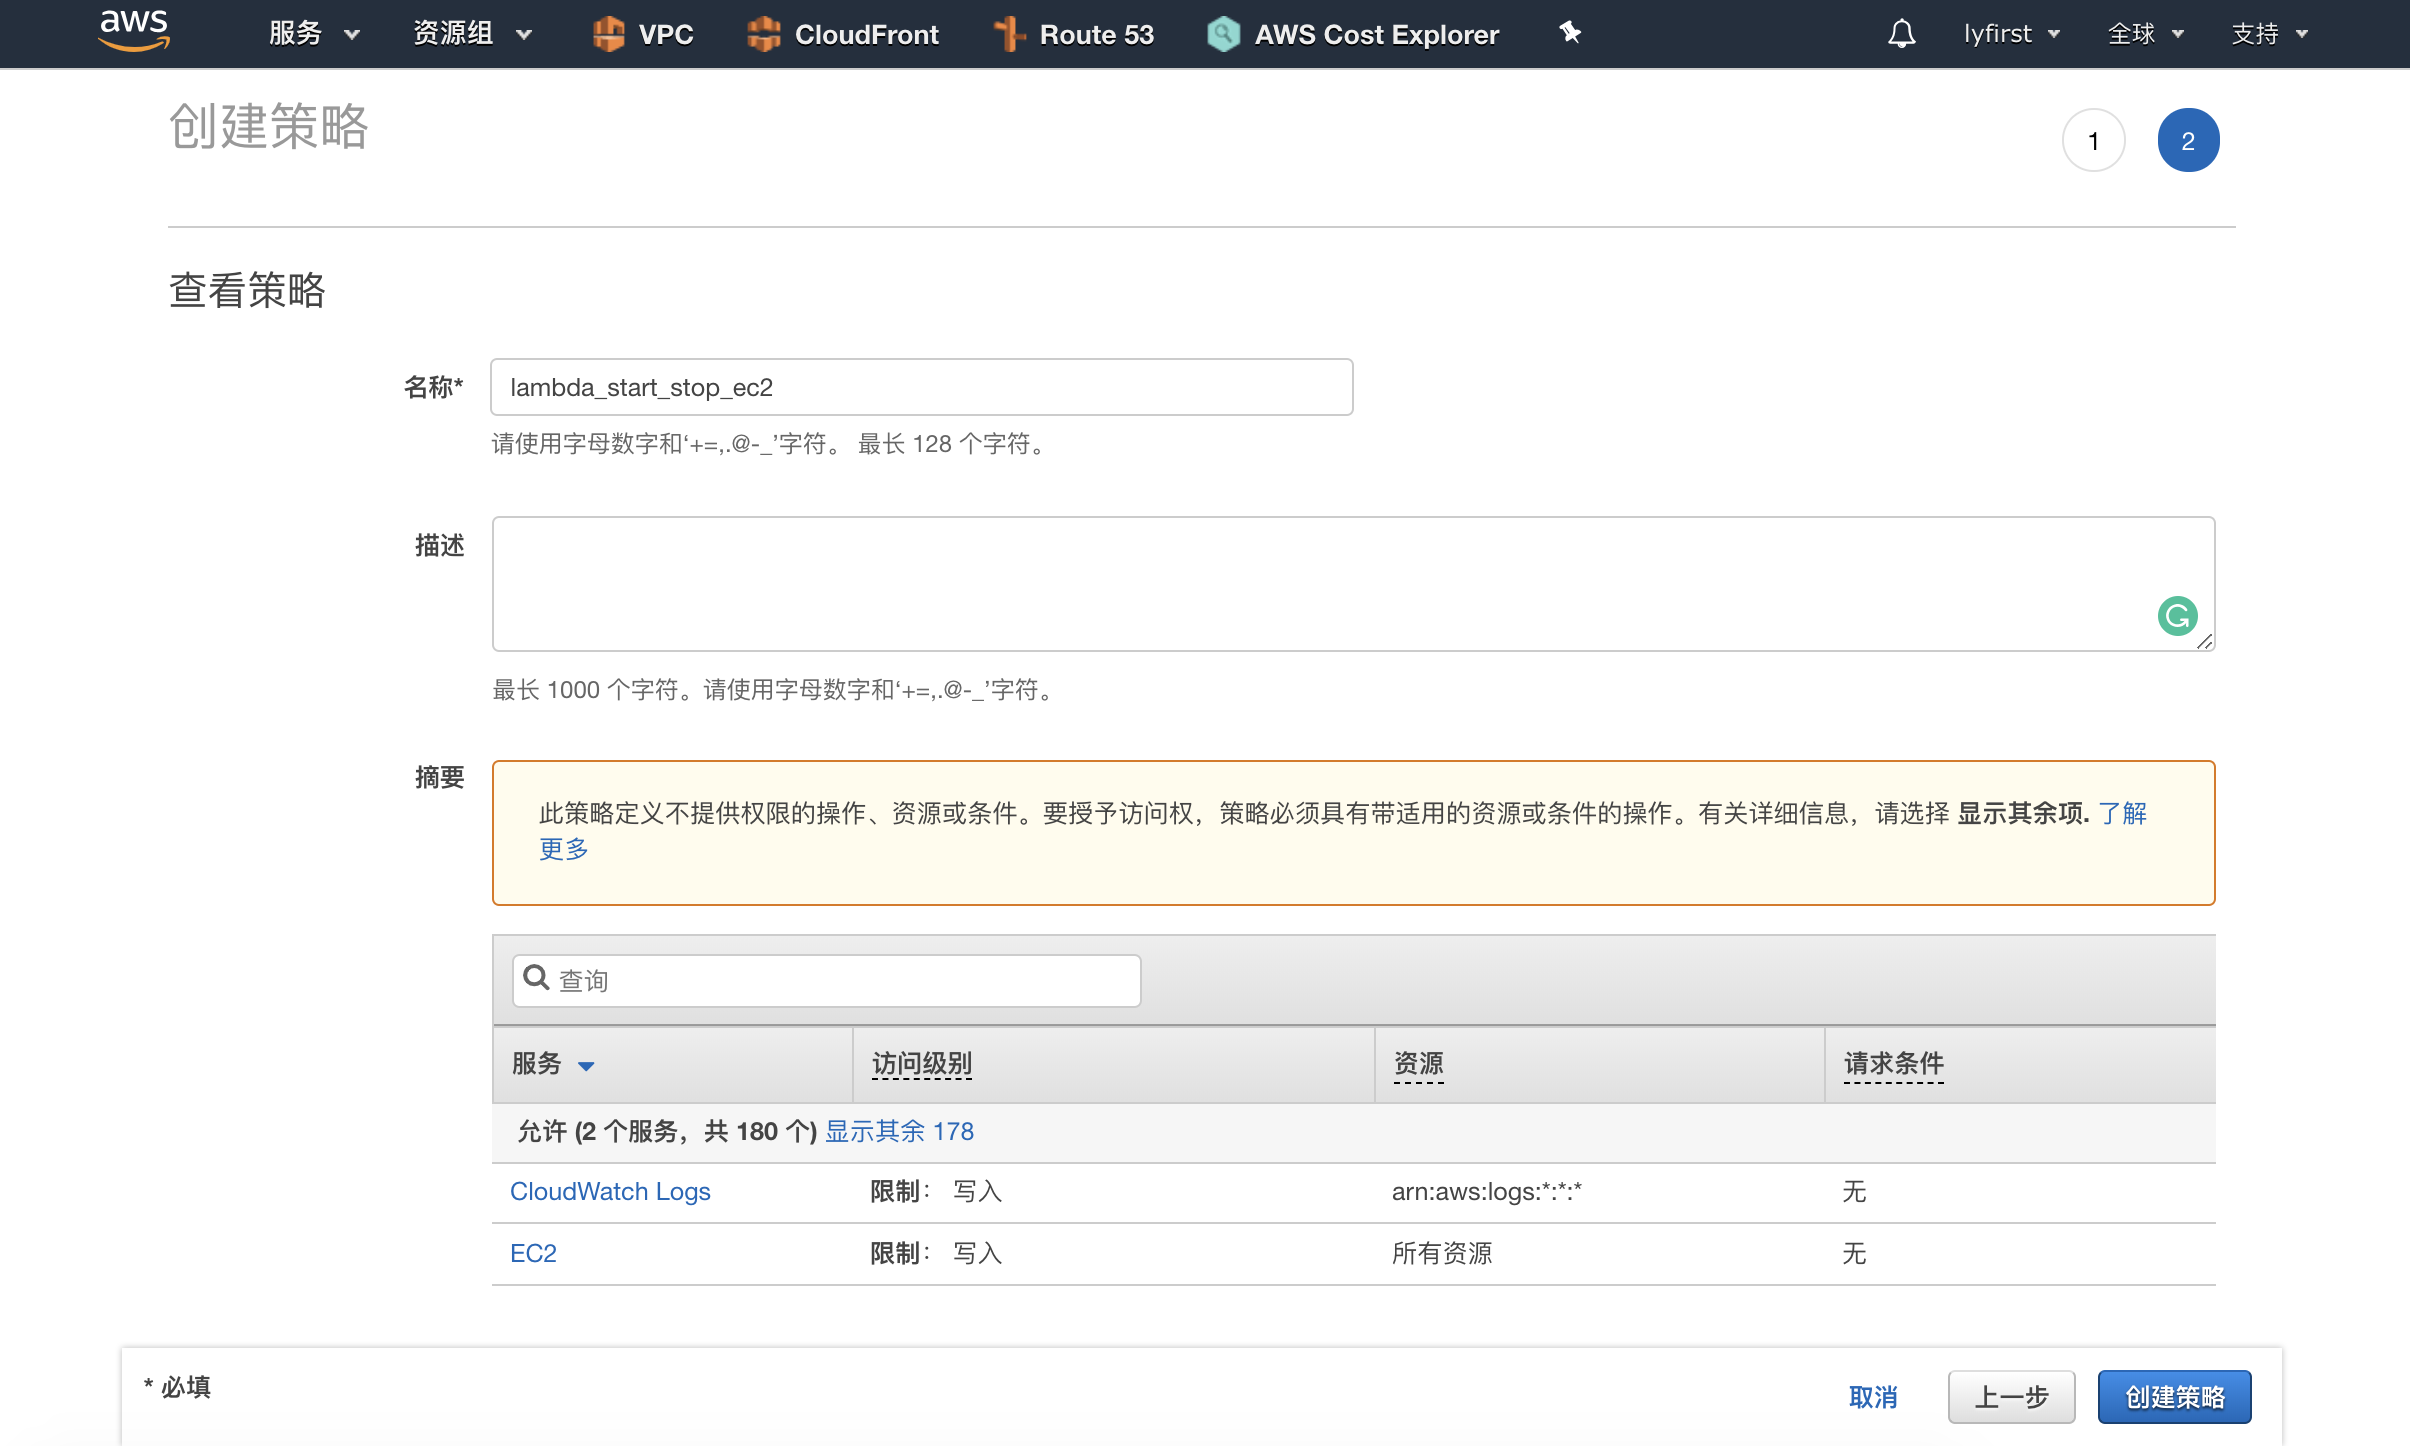 aws 服务 资源组 VPC CloudFront Route 53 AWS Cost Explorer lyfirst 全球 支持
创建策略 1 2
查看策略
名称* lambda_start_stop_ec2
请使用字母数字和‘+=,.@-_’字符。 最长 128 个字符。
描述
最长 1000 个字符。请使用字母数字和‘+=,.@-_’字符。
摘要
此策略定义不提供权限的操作、资源或条件。要授予访问权，策略必须具有带适用的资源或条件的操作。有关详细信息，请选择 显示其余项. 了解
更多
查询
服务 访问级别 资源 请求条件
允许 (2 个服务，共 180 个) 显示其余 178
CloudWatch Logs 限制： 写入 arn:aws:logs:*:*:* 无
EC2 限制： 写入 所有资源 无
* 必填 取消 上一步 创建策略